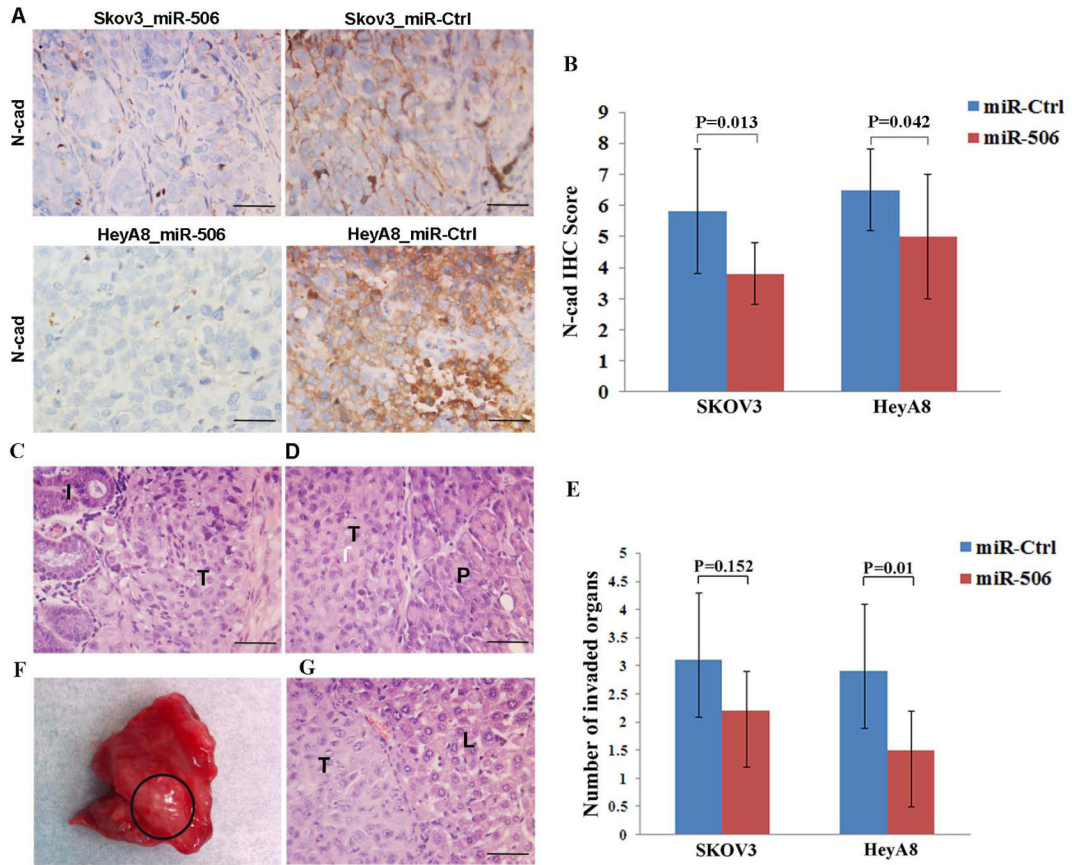 A
Skov3_miR-506
Skov3_miR-Ctrl
N-cad
HeyA8_miR-506
HeyA8_miR-Ctrl
N-cad
B
miR-Ctrl
miR-506
P=0.013
P=0.042
N-cad IHC Score
9
8
7
6
5
4
3
2
1
0
SKOV3
HeyA8
C
I
T
D
T
P
E
miR-Ctrl
miR-506
P=0.152
P=0.01
Number of invaded organs
5
4.5
4
3.5
3
2.5
2
1.5
1
0.5
0
SKOV3
HeyA8
F
G
T
L